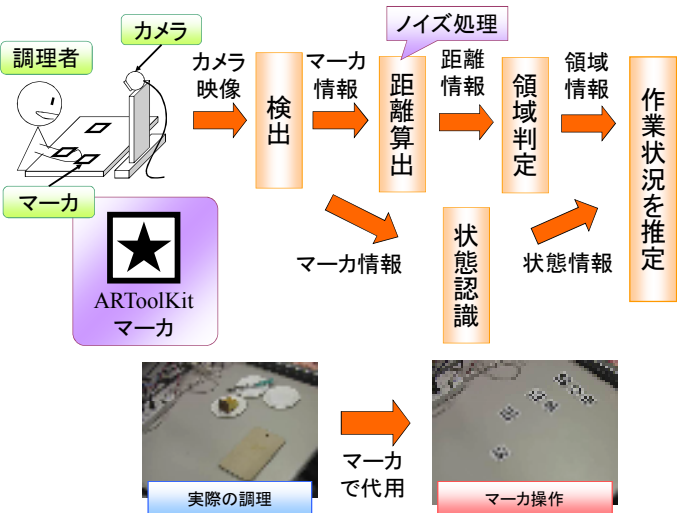 ノイズ処理
カメラ
調理者
カメラ
映像
マーカ
情報
距離
情報
領域
情報
検出
距離算出
領域判定
作業状況を推定
マーカ
マーカ情報
状態認識
状態情報
ARToolKit
マーカ
マーカ
で代用
実際の調理
マーカ操作